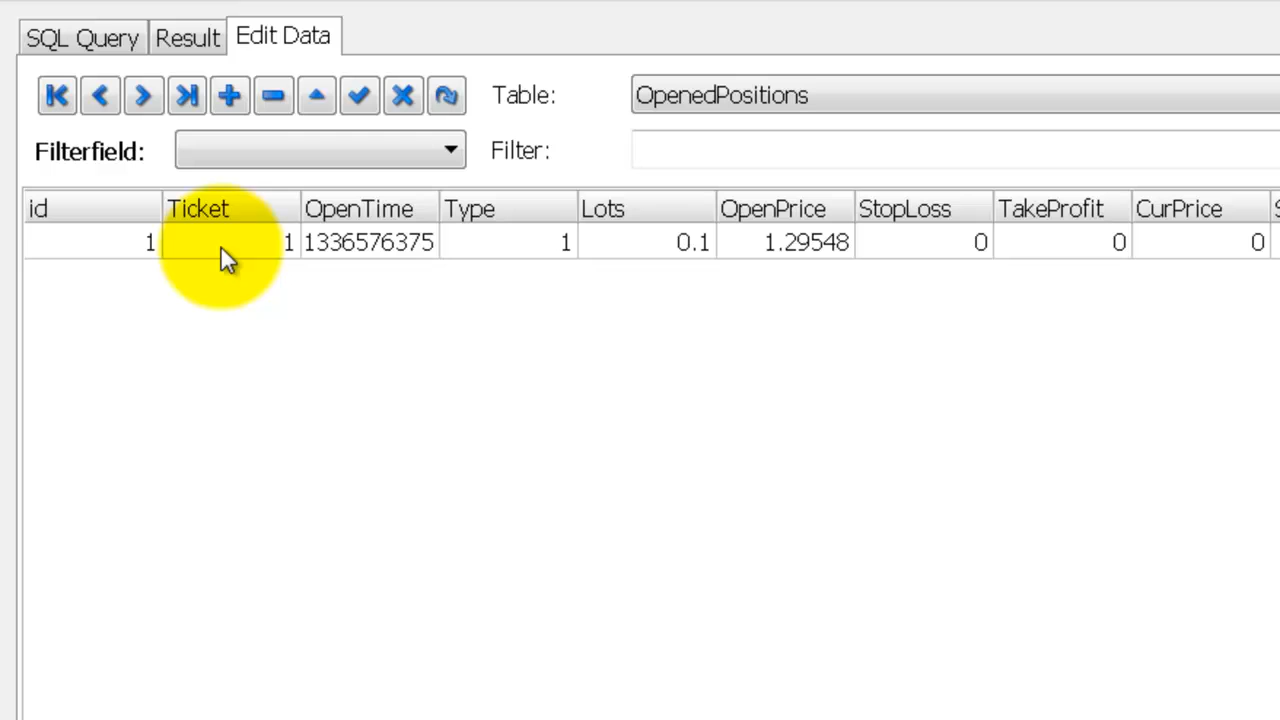 SQL Query Result Edit Data
Table: OpenedPositions
Filterfield: Filter:
id Ticket OpenTime Type Lots OpenPrice StopLoss TakeProfit CurPrice S
1 1 1336576375 1 0.1 1.29548 0 0 0